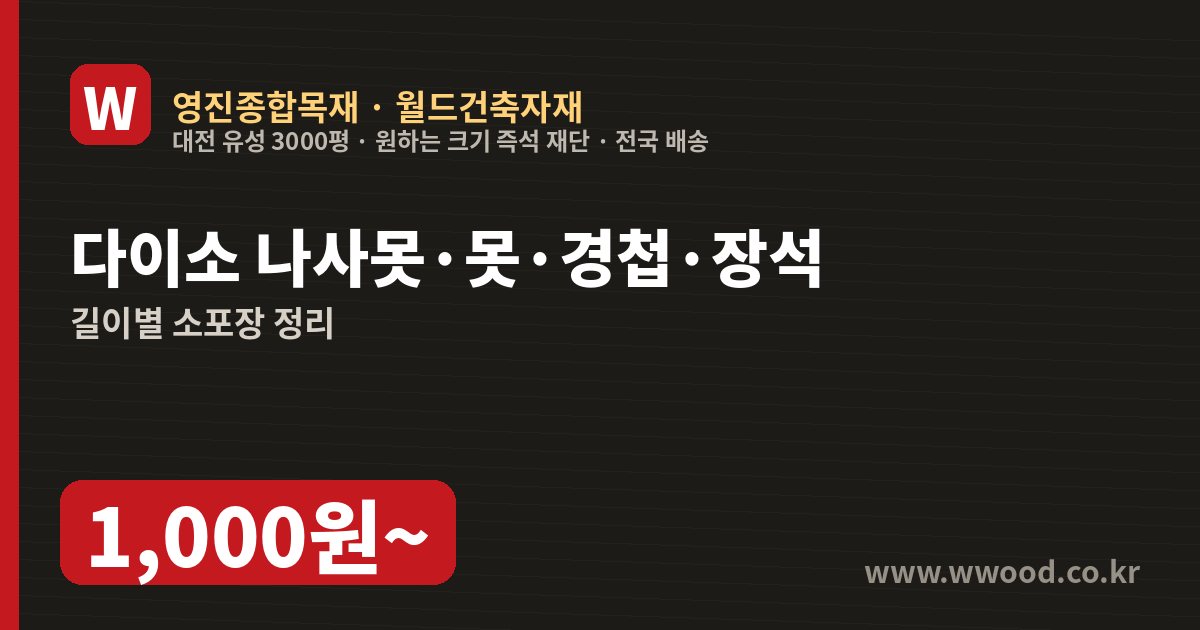 W
영진종합목재 · 월드건축자재
대전 유성 3000평 · 원하는 크기 즉석 재단 · 전국 배송
다이소 나사못·못·경첩·장석
길이별 소포장 정리
1,000원~
www.wwood.co.kr